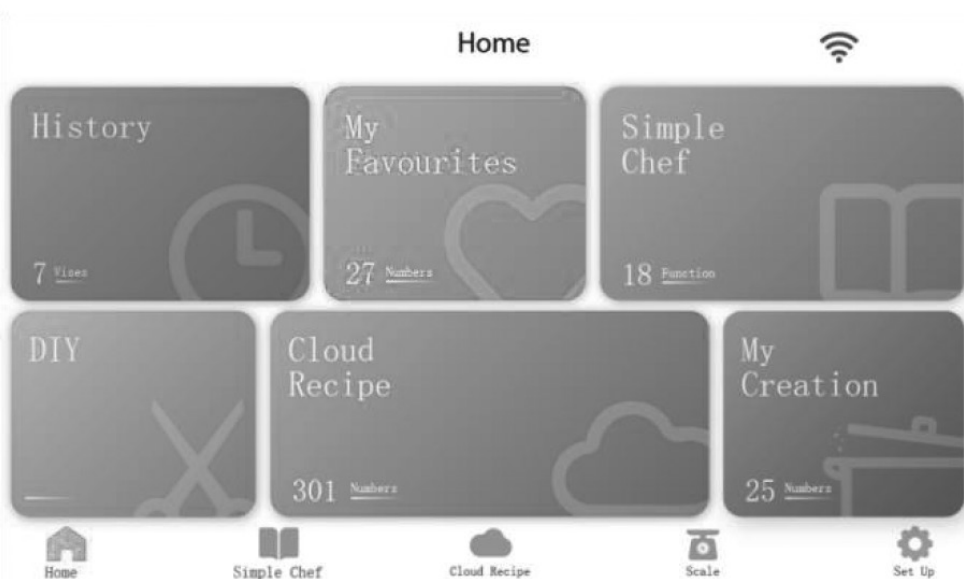 Home
History
7 Vises
My
Favourites
27 Numbers
Simple
Chef
18 Function
DIY
Cloud
Recipe
301 Numbers
My
Creation
25 Numbers
Home
Simple Chef
Cloud Recipe
Scale
Set Up